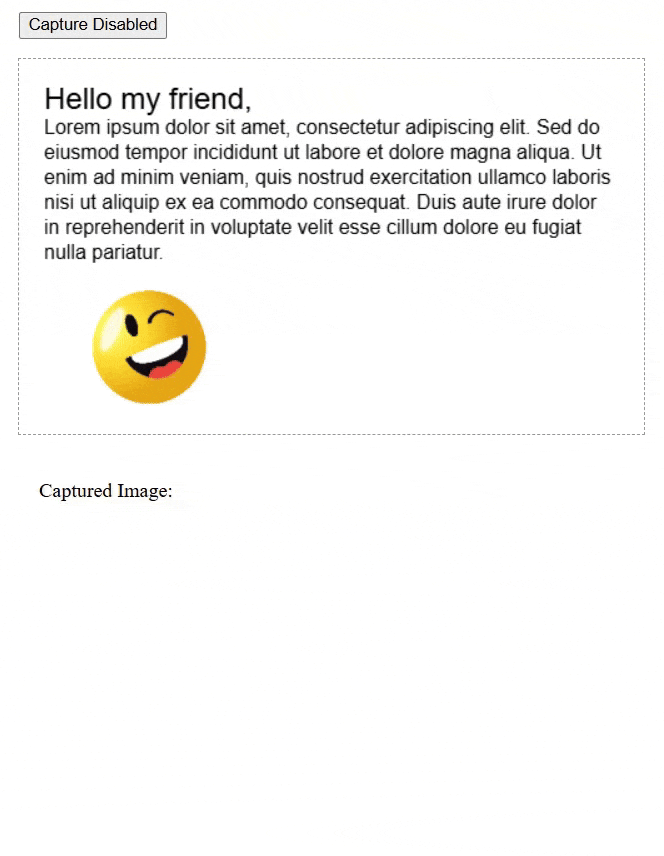 Capture Disabled
Hello my friend,
Lorem ipsum dolor sit amet, consectetur adipiscing elit. Sed do
eiusmod tempor incididunt ut labore et dolore magna aliqua. Ut
enim ad minim veniam, quis nostrud exercitation ullamco laboris
nisi ut aliquip ex ea commodo consequat. Duis aute irure dolor
in reprehenderit in voluptate velit esse cillum dolore eu fugiat
nulla pariatur.
Captured Image: